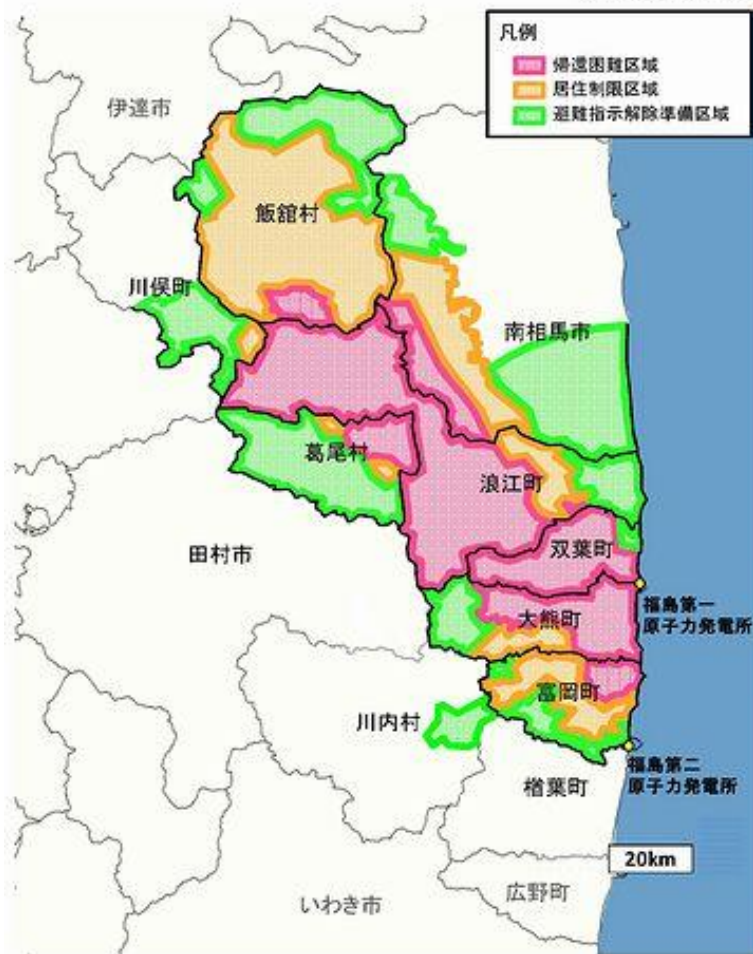 凡例
帰還困難区域
居住制限区域
避難指示解除準備区域
伊達市
飯舘村
川俣町
南相馬市
葛尾村
浪江町
田村市
双葉町
福島第一
原子力発電所
大熊町
富岡町
川内村
福島第二
原子力発電所
楢葉町
20km
広野町
いわき市